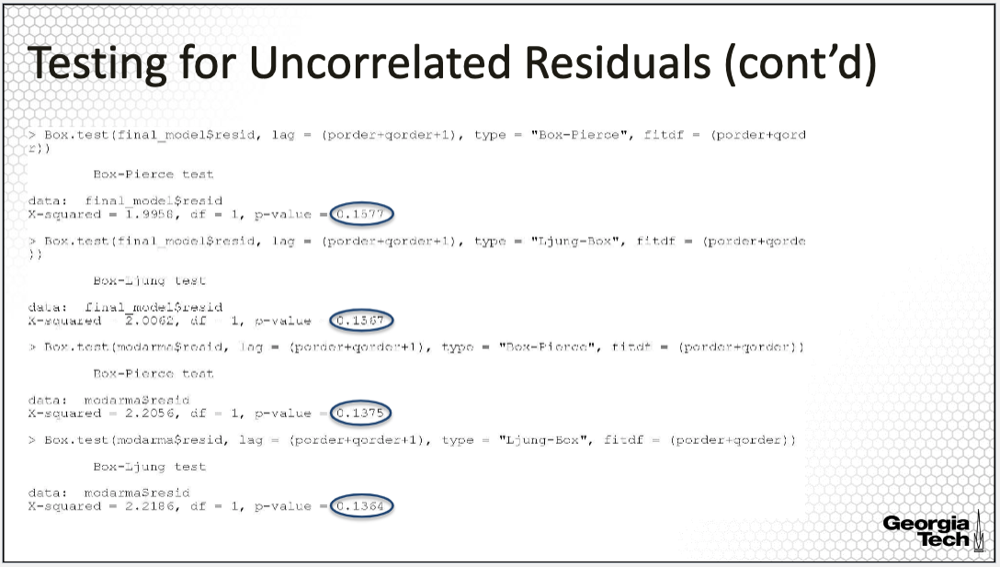 Testing for Uncorrelated Residuals (cont’d)
> Box.test(final_model$resid, lag = (porder+qorder+1), type = "Box-Pierce", fitdf = (porder+qord
r))
Box-Pierce test
data: final_model$resid
X-squared = 1.9958, df = 1, p-value = 0.1577
> Box.test(final_model$resid, lag = (porder+qorder+1), type = "Ljung-Box", fitdf = (porder+qorde
))
Box-Ljung test
data: final_model$resid
X-squared = 2.0062, df = 1, p-value = 0.1567
> Box.test(modarma$resid, lag = (porder+qorder+1), type = "Box-Pierce", fitdf = (porder+qorder))
Box-Pierce test
data: modarma$resid
X-squared = 2.2056, df = 1, p-value = 0.1375
> Box.test(modarma$resid, lag = (porder+qorder+1), type = "Ljung-Box", fitdf = (porder+qorder))
Box-Ljung test
data: modarma$resid
X-squared = 2.2186, df = 1, p-value = 0.1364
Georgia
Tech